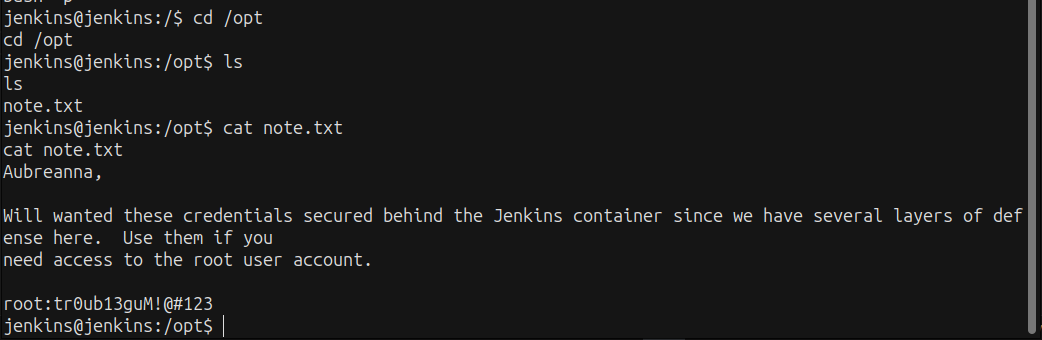 jenkins@jenkins:/$ cd /opt
cd /opt
jenkins@jenkins:/opt$ ls
ls
note.txt
jenkins@jenkins:/opt$ cat note.txt
cat note.txt
Aubreanna,
Will wanted these credentials secured behind the Jenkins container since we have several layers of def
ense here.  Use them if you
need access to the root user account.
root:tr0ub13guM!@#123
jenkins@jenkins:/opt$